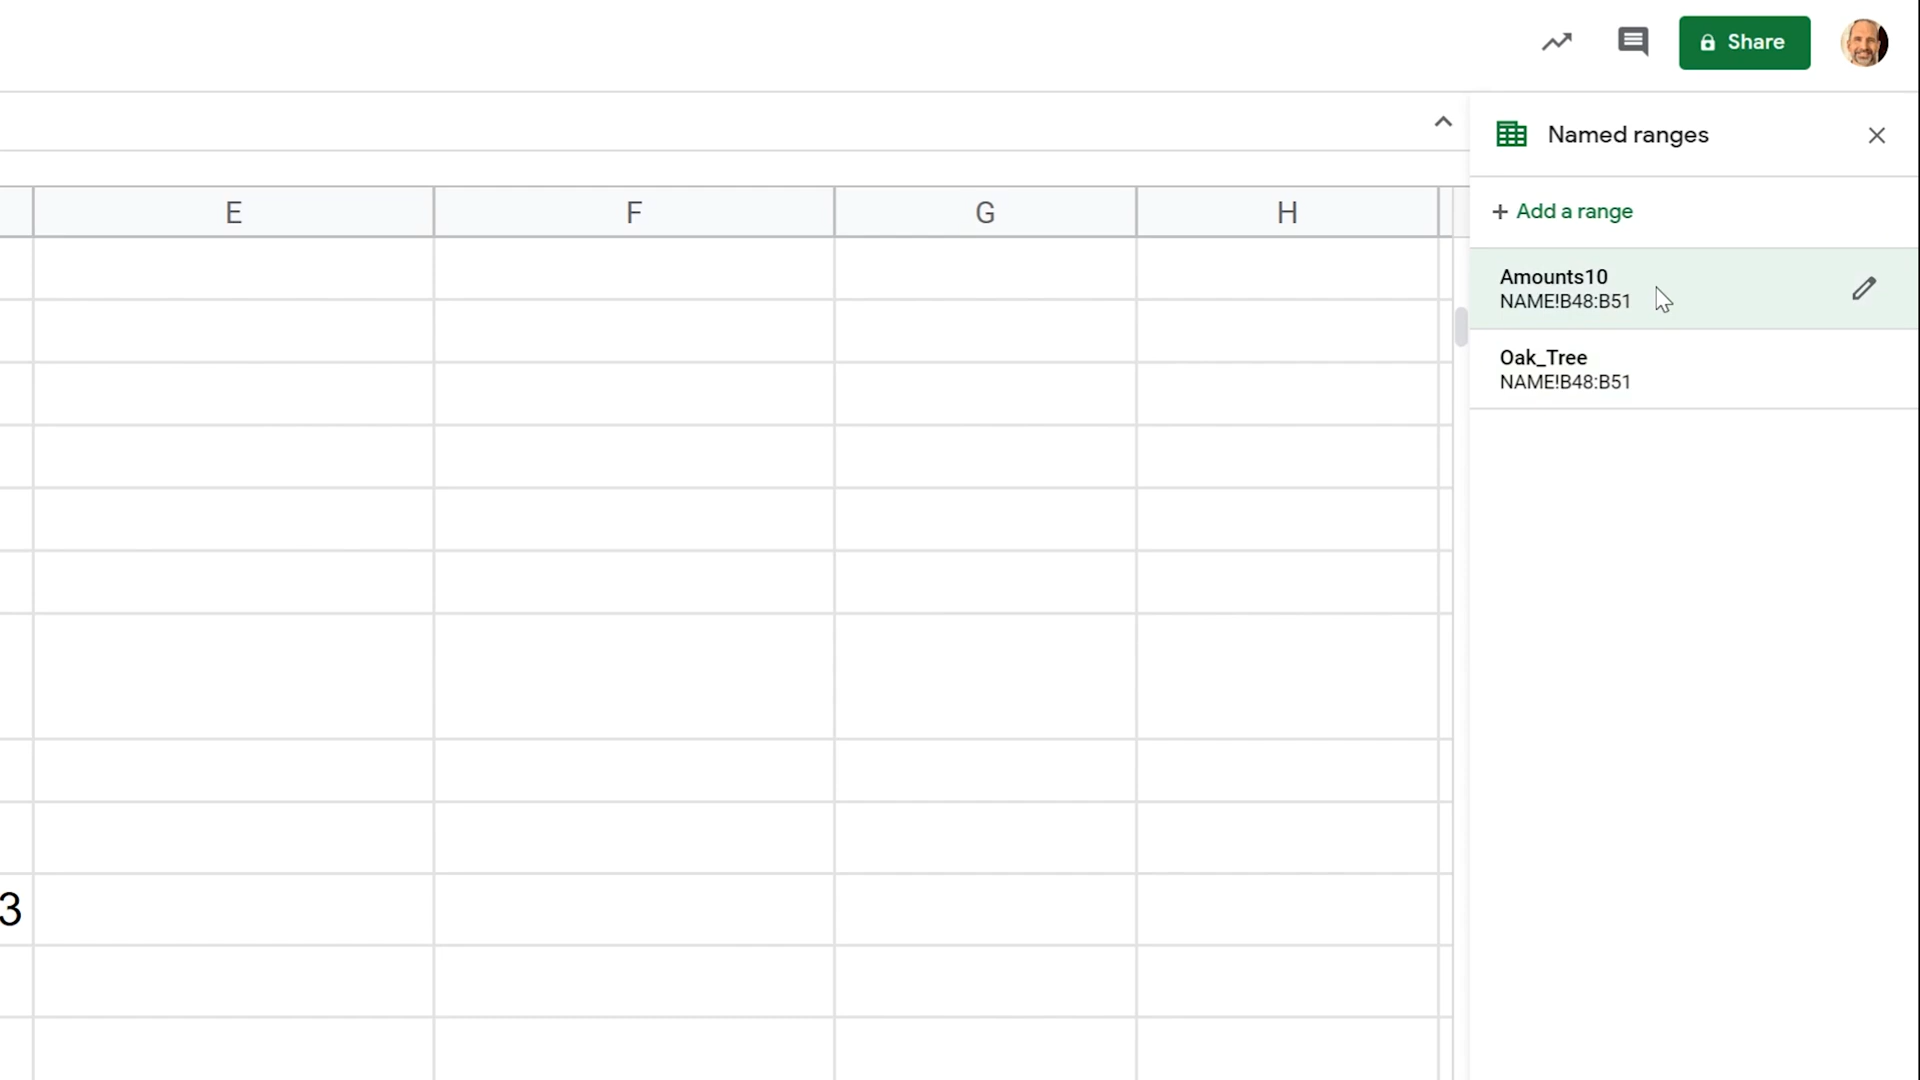 Share
Named ranges
E F G H
+ Add a range
Amounts10
NAME!B48:B51
Oak_Tree
NAME!B48:B51
3